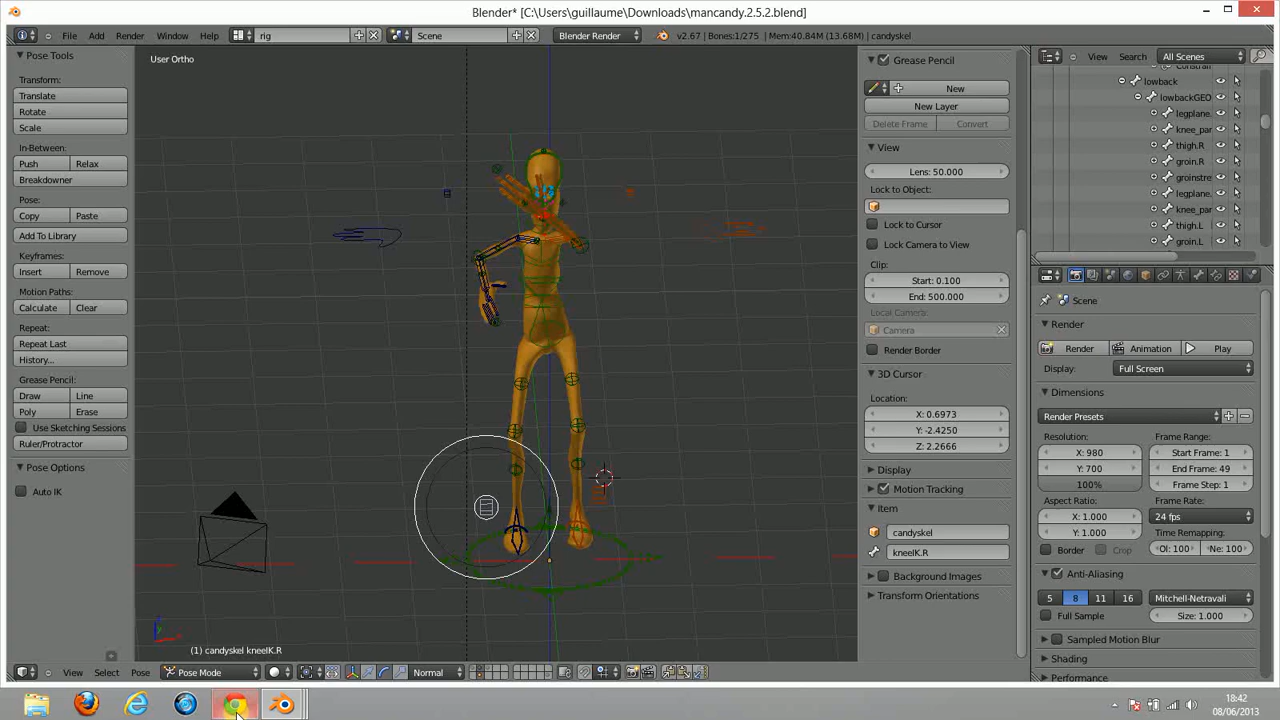 Blender* [C:\Users\guillaume\Downloads\mancandy.2.5.2.blend]
File Add Render Window Help rig Scene Blender Render v2.67 | Bones:1/275 | Mem:40.84M (13.68M) | candyskel
View Search All Scenes
Pose Tools
Transform:
Translate
Rotate
Scale
In-Between:
Push Relax
Breakdowner
Pose:
Copy Paste
Add To Library
Keyframes:
Insert Remove
Motion Paths:
Calculate Clear
Repeat:
Repeat Last
History...
Grease Pencil:
Draw Line
Poly Erase
Use Sketching Sessions
Ruler/Protractor
Pose Options
Auto IK
User Ortho
(1) candyskel kneeIK.R
View Select Pose Pose Mode Normal
Grease Pencil
New
New Layer
Delete Frame Convert
View
Lens: 50.000
Lock to Object:
Lock to Cursor
Lock Camera to View
Clip:
Start: 0.100
End: 500.000
Local Camera:
Camera
Render Border
3D Cursor
Location:
X: 0.6973
Y: -2.4250
Z: 2.2666
Display
Motion Tracking
Item
candyskel
kneeIK.R
Background Images
Transform Orientations
lowback
lowbackGEO
legplane.
knee_par
thigh.R
groin.R
groinstre
legplane.
knee_par
thigh.L
groin.L
Scene
Render
Render Animation Play
Display: Full Screen
Dimensions
Render Presets
Resolution: Frame Range:
X: 980 Start Frame: 1
Y: 700 End Frame: 49
100% Frame Step: 1
Aspect Ratio: Frame Rate:
X: 1.000 24 fps
Y: 1.000 Time Remapping:
Border Crop Ol: 100 Ne: 100
Anti-Aliasing
5 8 11 16 Mitchell-Netravali
Full Sample Size: 1.000
Sampled Motion Blur
Shading
Performance
18:42
08/06/2013